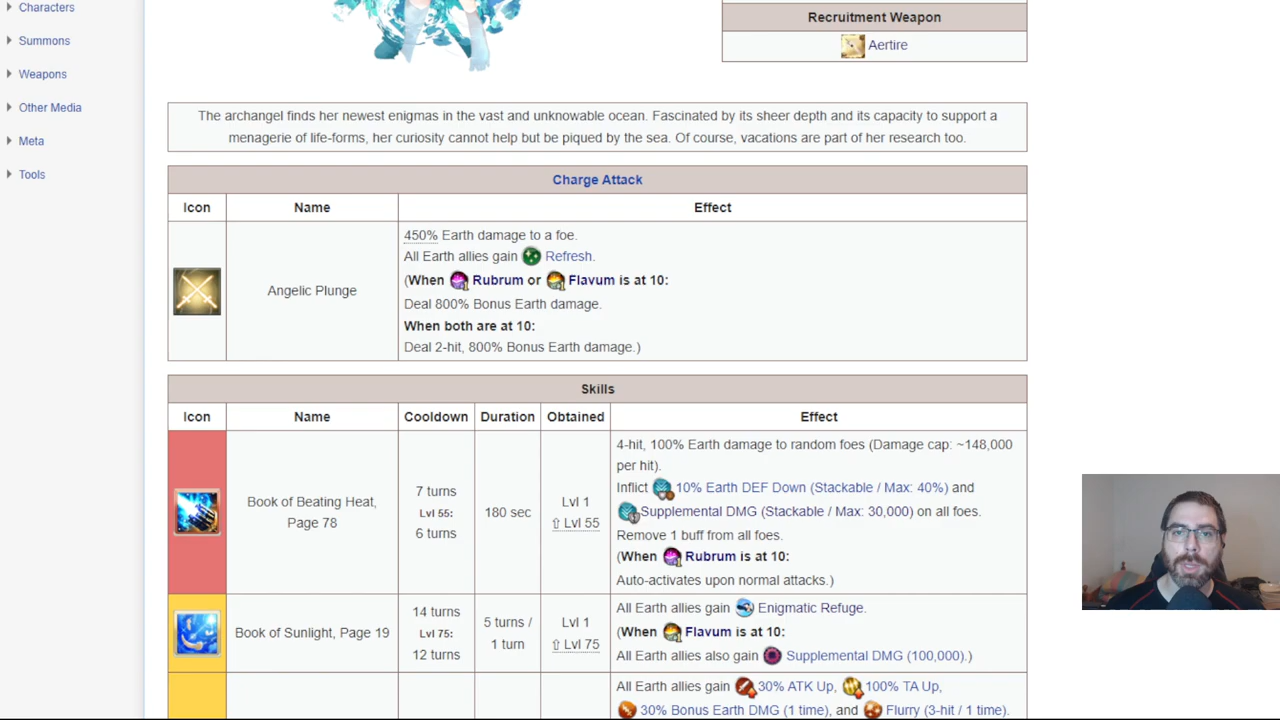 Characters
Summons
Weapons
Other Media
Meta
Tools
Recruitment Weapon
Aertire
The archangel finds her newest enigmas in the vast and unknowable ocean. Fascinated by its sheer depth and its capacity to support a
menagerie of life-forms, her curiosity cannot help but be piqued by the sea. Of course, vacations are part of her research too.
Charge Attack
Icon Name Effect
Angelic Plunge
450% Earth damage to a foe.
All Earth allies gain Refresh.
(When Rubrum or Flavum is at 10:
Deal 800% Bonus Earth damage.
When both are at 10:
Deal 2-hit, 800% Bonus Earth damage.)
Skills
Icon Name Cooldown Duration Obtained Effect
Book of Beating Heat,
Page 78
7 turns
Lvl 55:
6 turns
180 sec
Lvl 1
⇧ Lvl 55
4-hit, 100% Earth damage to random foes (Damage cap: ~148,000
per hit).
Inflict 10% Earth DEF Down (Stackable / Max: 40%) and
Supplemental DMG (Stackable / Max: 30,000) on all foes.
Remove 1 buff from all foes.
(When Rubrum is at 10:
Auto-activates upon normal attacks.)
Book of Sunlight, Page 19
14 turns
Lvl 75:
12 turns
5 turns /
1 turn
Lvl 1
⇧ Lvl 75
All Earth allies gain Enigmatic Refuge.
(When Flavum is at 10:
All Earth allies also gain Supplemental DMG (100,000).)
All Earth allies gain 30% ATK Up, 100% TA Up,
30% Bonus Earth DMG (1 time), and Flurry (3-hit / 1 time).